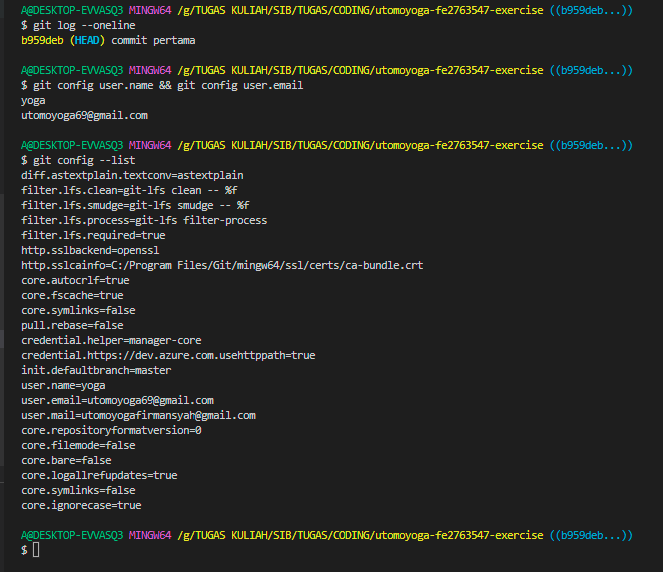 A@DESKTOP-EVVASQ3 MINGW64 /g/TUGAS KULIAH/SIB/TUGAS/CODING/utomoyoga-fe2763547-exercise ((b959deb...))
$ git log --oneline
b959deb (HEAD) commit pertama
A@DESKTOP-EVVASQ3 MINGW64 /g/TUGAS KULIAH/SIB/TUGAS/CODING/utomoyoga-fe2763547-exercise ((b959deb...))
$ git config user.name && git config user.email
yoga
utomoyoga69@gmail.com
A@DESKTOP-EVVASQ3 MINGW64 /g/TUGAS KULIAH/SIB/TUGAS/CODING/utomoyoga-fe2763547-exercise ((b959deb...))
$ git config --list
diff.astextplain.textconv=astextplain
filter.lfs.clean=git-lfs clean -- %f
filter.lfs.smudge=git-lfs smudge -- %f
filter.lfs.process=git-lfs filter-process
filter.lfs.required=true
http.sslbackend=openssl
http.sslcainfo=C:/Program Files/Git/mingw64/ssl/certs/ca-bundle.crt
core.autocrlf=true
core.fscache=true
core.symlinks=false
pull.rebase=false
credential.helper=manager-core
credential.https://dev.azure.com.usehttppath=true
init.defaultbranch=master
user.name=yoga
user.email=utomoyoga69@gmail.com
user.mail=utomoyogafirmansyah@gmail.com
core.repositoryformatversion=0
core.filemode=false
core.bare=false
core.logallrefupdates=true
core.symlinks=false
core.ignorecase=true
A@DESKTOP-EVVASQ3 MINGW64 /g/TUGAS KULIAH/SIB/TUGAS/CODING/utomoyoga-fe2763547-exercise ((b959deb...))
$